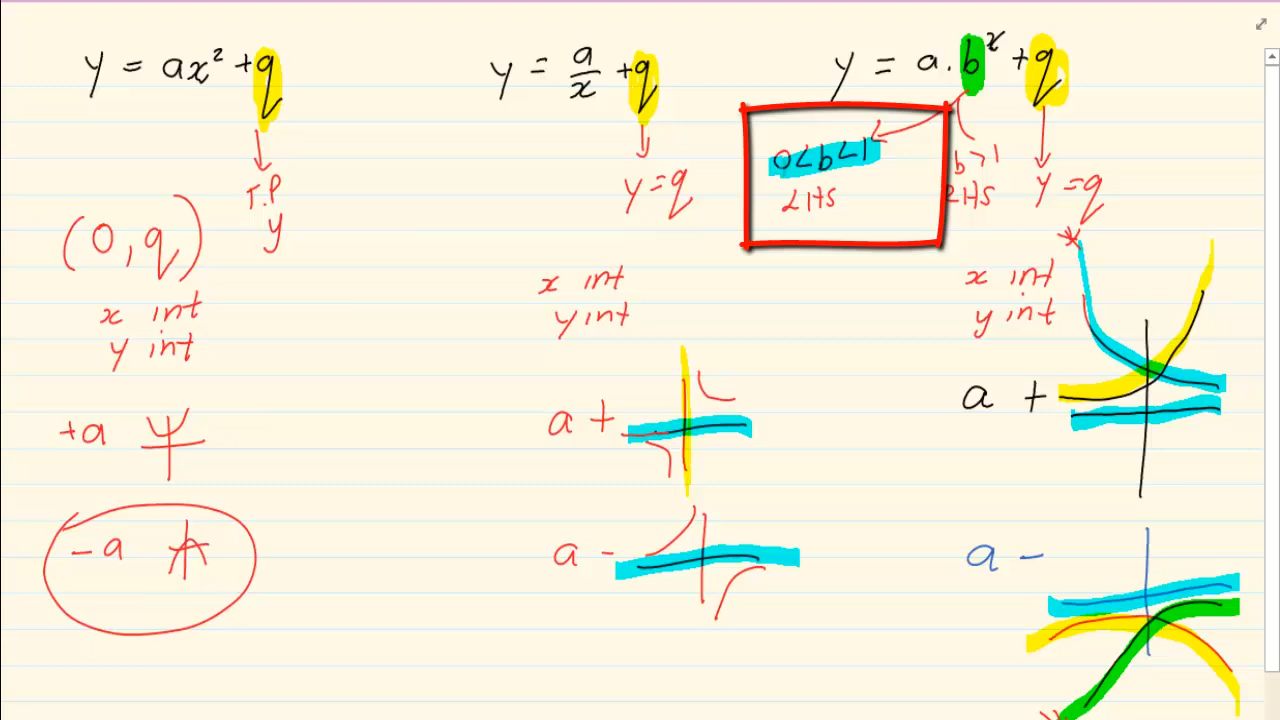 y = ax² + q
T.P
y
(0, q)
x int
y int
+a
-a
y = a/x + q
y = q
x int
y int
a +
a -
y = a . b^x + q
0<b<1
LHS
b>1
RHS
y = q
x int
y int
a +
a -